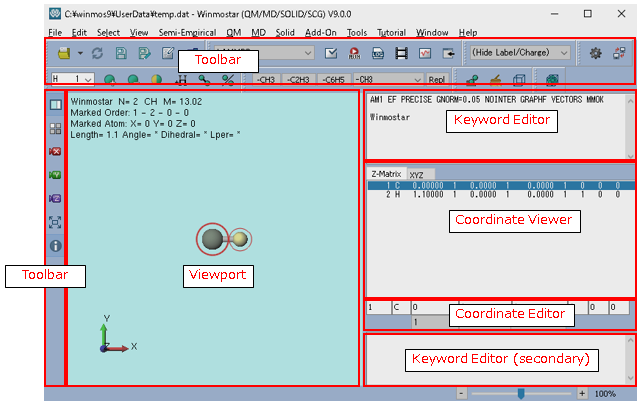 C:¥winmos9¥UserData¥temp.dat - Winmostar (QM/MD/SOLID/SCG) V9.0.0
File Edit Select View Semi-Empirical QM MD Solid Add-On Tools Tutorial Window Help
Toolbar
(Hide Label/Charge)
H 1
-CH3 -C2H3 -C6H5 -CH3 Repl
Winmostar N= 2 CH M= 13.02
Marked Order: 1 - 2 - 0 - 0
Marked Atom: X= 0 Y= 0 Z= 0
Length= 1.1 Angle= * Dihedral= * Lper= *
AM1 EF PRECISE GNORM=0.05 NOINTER GRAPHF VECTORS MMOK
Winmostar
Keyword Editor
Z-Matrix XYZ
1 C 0.00000 1 0.0000 1 0.0000 1 0 0 0
2 H 1.10000 1 0.0000 1 0.0000 1 1 0 0
Coordinate Viewer
Toolbar
Viewport
1 C 0 0 0
1
Coordinate Editor
Y
Z
X
Keyword Editor (secondary)
- + 100%